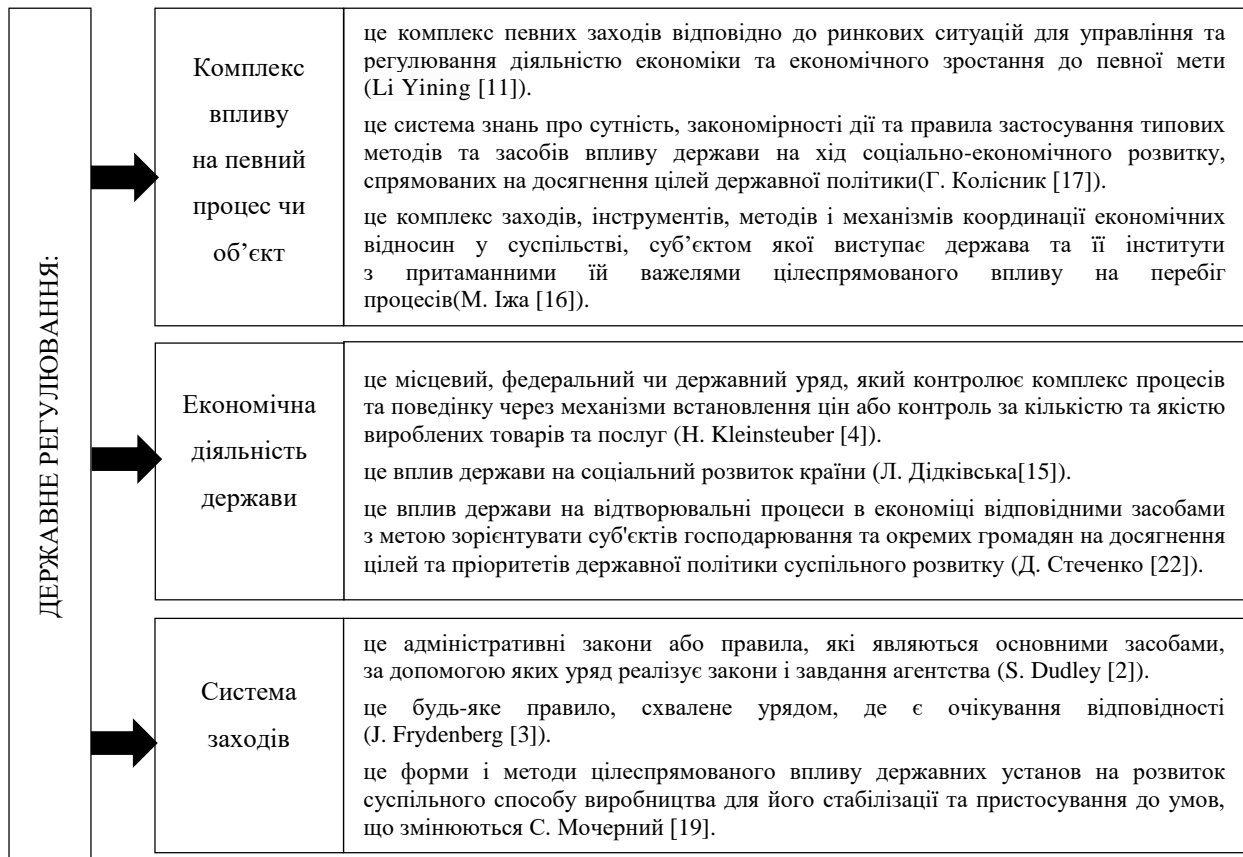 ДЕРЖАВНЕ РЕГУЛЮВАННЯ:
Комплекс
впливу
на певний
процес чи
об’єкт
це комплекс певних заходів відповідно до ринкових ситуацій для управління та
регулювання діяльністю економіки та економічного зростання до певної мети
(Li Yining [11]).
це система знань про сутність, закономірності дії та правила застосування типових
методів та засобів впливу держави на хід соціально-економічного розвитку,
спрямованих на досягнення цілей державної політики(Г. Колісник [17]).
це комплекс заходів, інструментів, методів і механізмів координації економічних
відносин у суспільстві, суб’єктом якої виступає держава та її інститути
з притаманними їй важелями цілеспрямованого впливу на перебіг
процесів(М. Іжа [16]).
Економічна
діяльність
держави
це місцевий, федеральний чи державний уряд, який контролює комплекс процесів
та поведінку через механізми встановлення цін або контроль за кількістю та якістю
вироблених товарів та послуг (H. Kleinsteuber [4]).
це вплив держави на соціальний розвиток країни (Л. Дідківська[15]).
це вплив держави на відтворювальні процеси в економіці відповідними засобами
з метою зорієнтувати суб'єктів господарювання та окремих громадян на досягнення
цілей та пріоритетів державної політики суспільного розвитку (Д. Стеченко [22]).
Система
заходів
це адміністративні закони або правила, які являються основними засобами,
за допомогою яких уряд реалізує закони і завдання агентства (S. Dudley [2]).
це будь-яке правило, схвалене урядом, де є очікування відповідності
(J. Frydenberg [3]).
це форми і методи цілеспрямованого впливу державних установ на розвиток
суспільного способу виробництва для його стабілізації та пристосування до умов,
що змінюються С. Мочерний [19].